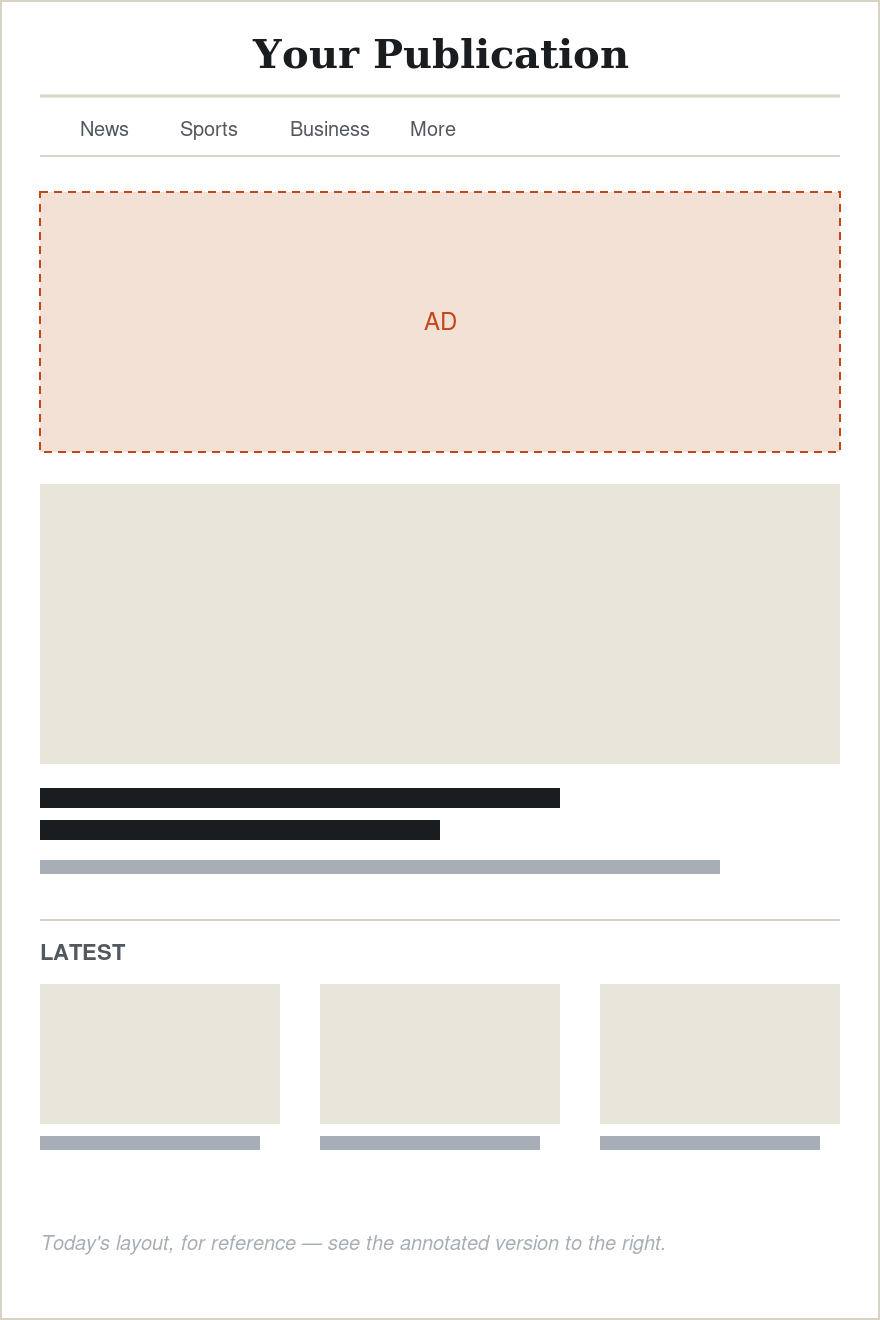 Your Publication
News Sports Business More
AD
LATEST
Today's layout, for reference — see the annotated version to the right.